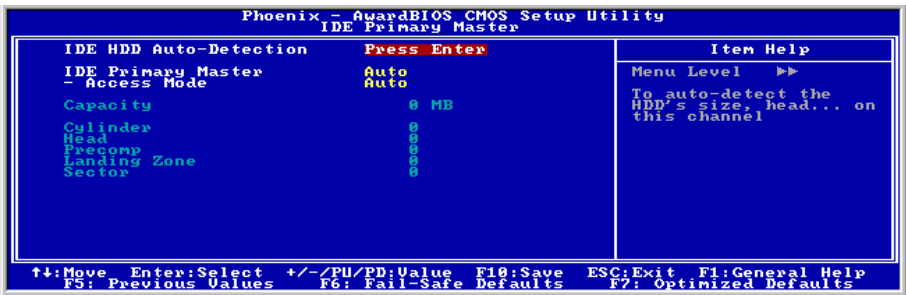 Phoenix - AwardBIOS CMOS Setup Utility
IDE Primary Master
IDE HDD Auto-Detection Press Enter
Item Help
IDE Primary Master Auto
- Access Mode Auto
Capacity 0 MB
Cylinder 0
Head 0
Precomp 0
Landing Zone 0
Sector 0
Menu Level ▶▶
To auto-detect the
HDD's size, head... on
this channel
↑↓:Move Enter:Select +/-/PU/PD:Value F10:Save ESC:Exit F1:General Help
F5: Previous Values F6: Fail-Safe Defaults F7: Optimized Defaults